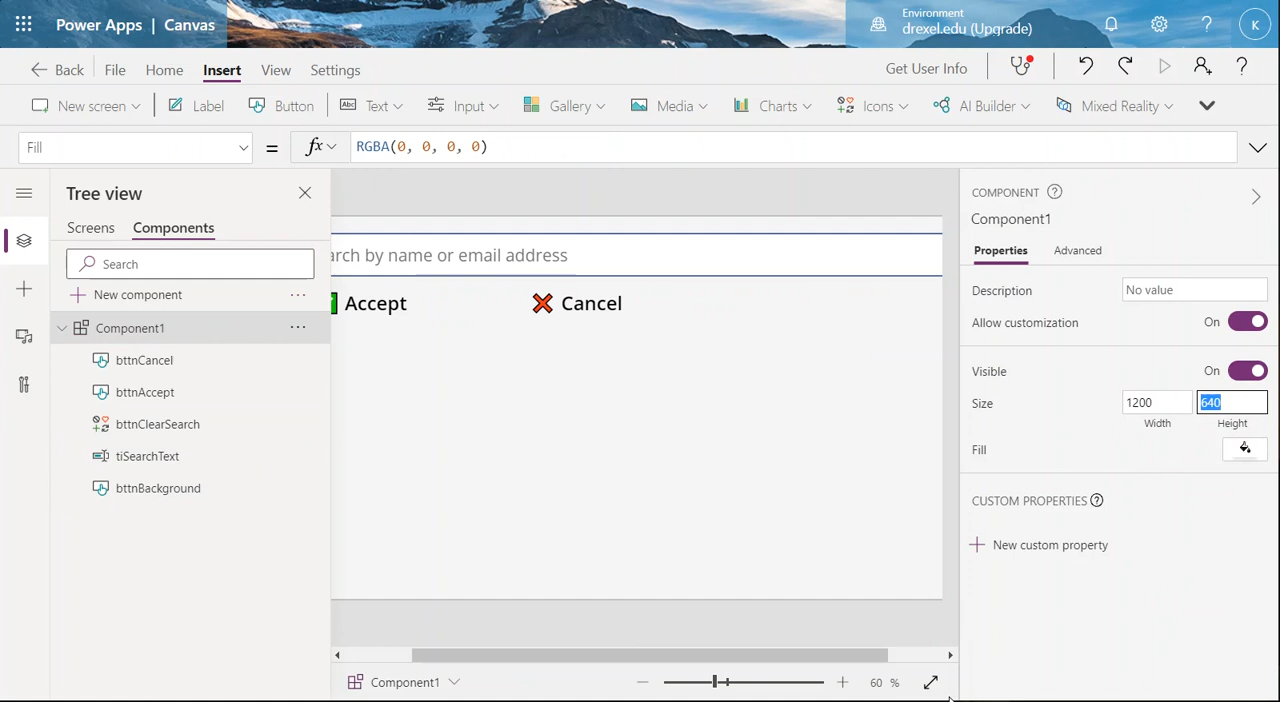 Power Apps | Canvas
Environment
drexel.edu (Upgrade)
K
Back File Home Insert View Settings Get User Info
New screen Label Button Text Input Gallery Media Charts Icons AI Builder Mixed Reality
Fill = fx RGBA(0, 0, 0, 0)
Tree view
Screens Components
Search
New component
Component1
bttnCancel
bttnAccept
bttnClearSearch
tiSearchText
bttnBackground
arch by name or email address
Accept Cancel
Component1 60 %
COMPONENT
Component1
Properties Advanced
Description No value
Allow customization On
Visible On
Size 1200 640
Width Height
Fill
CUSTOM PROPERTIES
New custom property